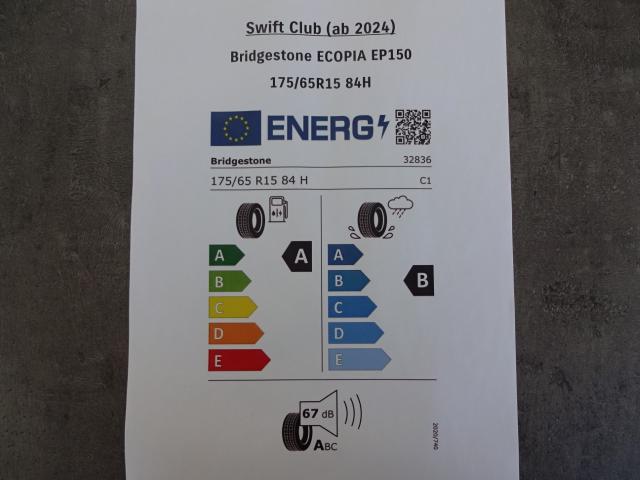 Swift Club (ab 2024)
Bridgestone ECOPIA EP150
175/65R15 84H
ENERG
Bridgestone 32836
175/65 R15 84 H C1
A A A
B B B
C C
D D
E E
67 dB
ABC
2020/740